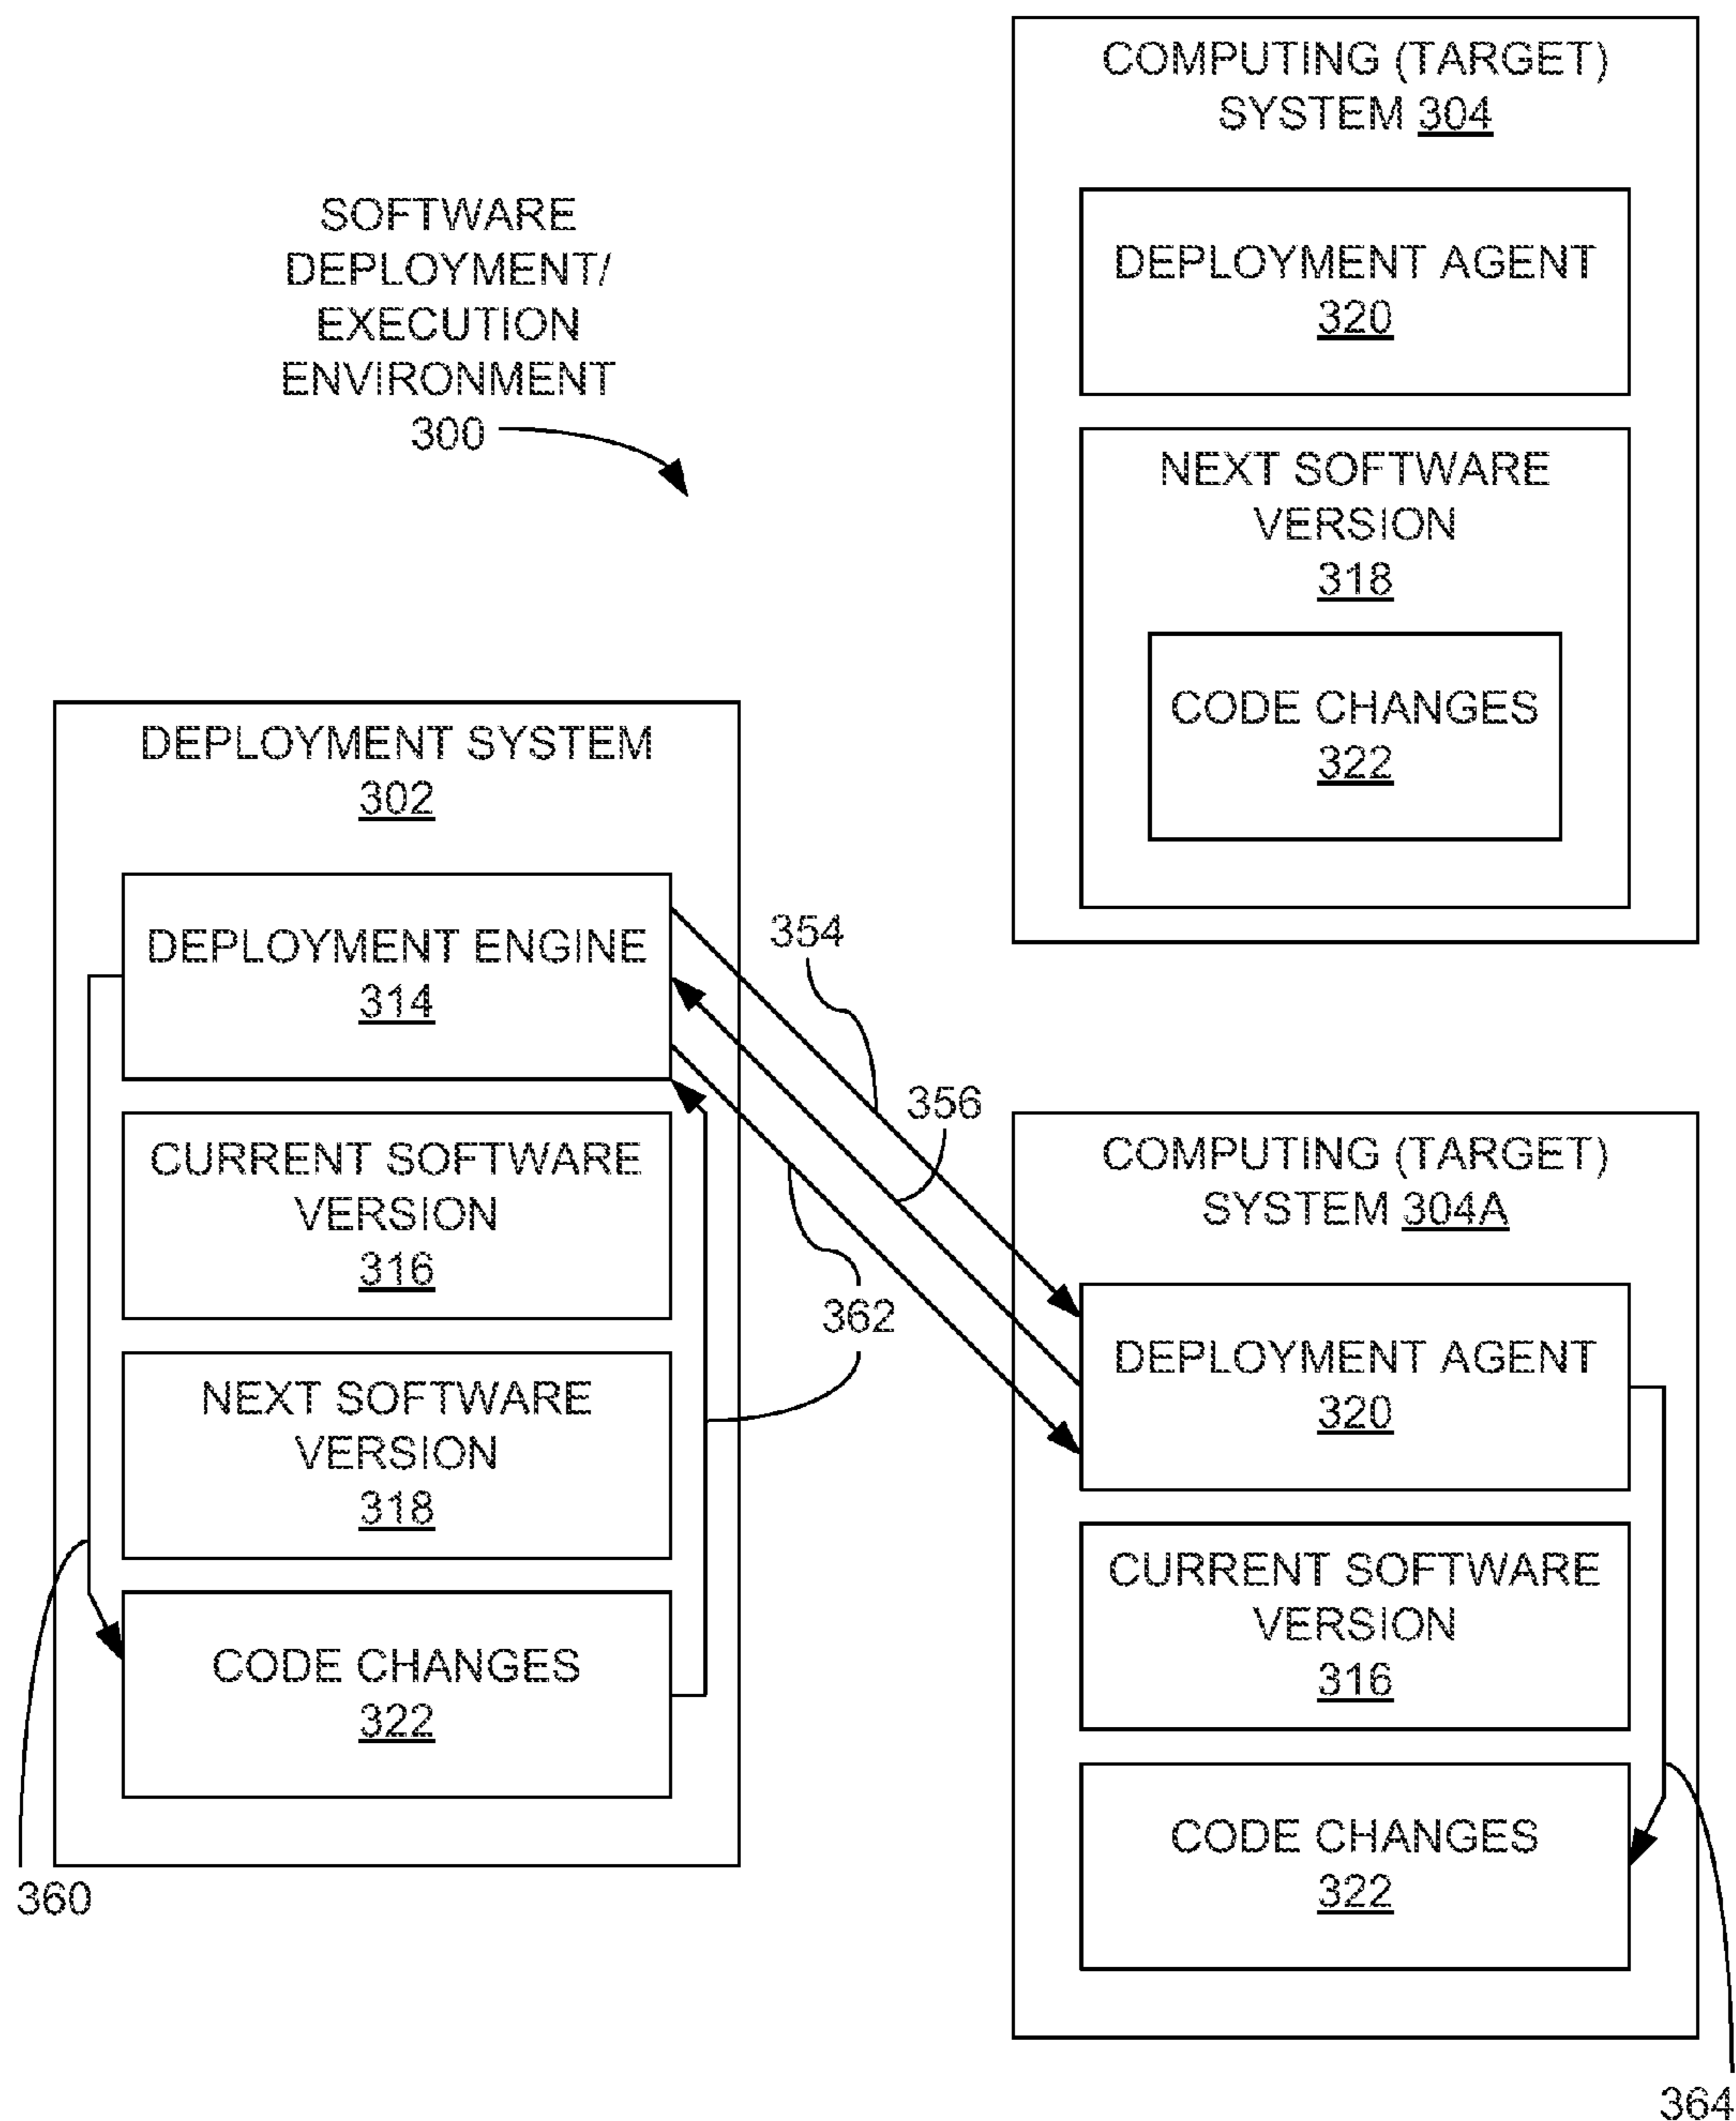 SOFTWARE
DEPLOYMENT/
EXECUTION
ENVIRONMENT
300
COMPUTING (TARGET)
SYSTEM 304
DEPLOYMENT AGENT
320
NEXT SOFTWARE
VERSION
318
CODE CHANGES
322
DEPLOYMENT SYSTEM
302
DEPLOYMENT ENGINE
314
CURRENT SOFTWARE
VERSION
316
NEXT SOFTWARE
VERSION
318
CODE CHANGES
322
360
354
356
362
COMPUTING (TARGET)
SYSTEM 304A
DEPLOYMENT AGENT
320
CURRENT SOFTWARE
VERSION
316
CODE CHANGES
322
364